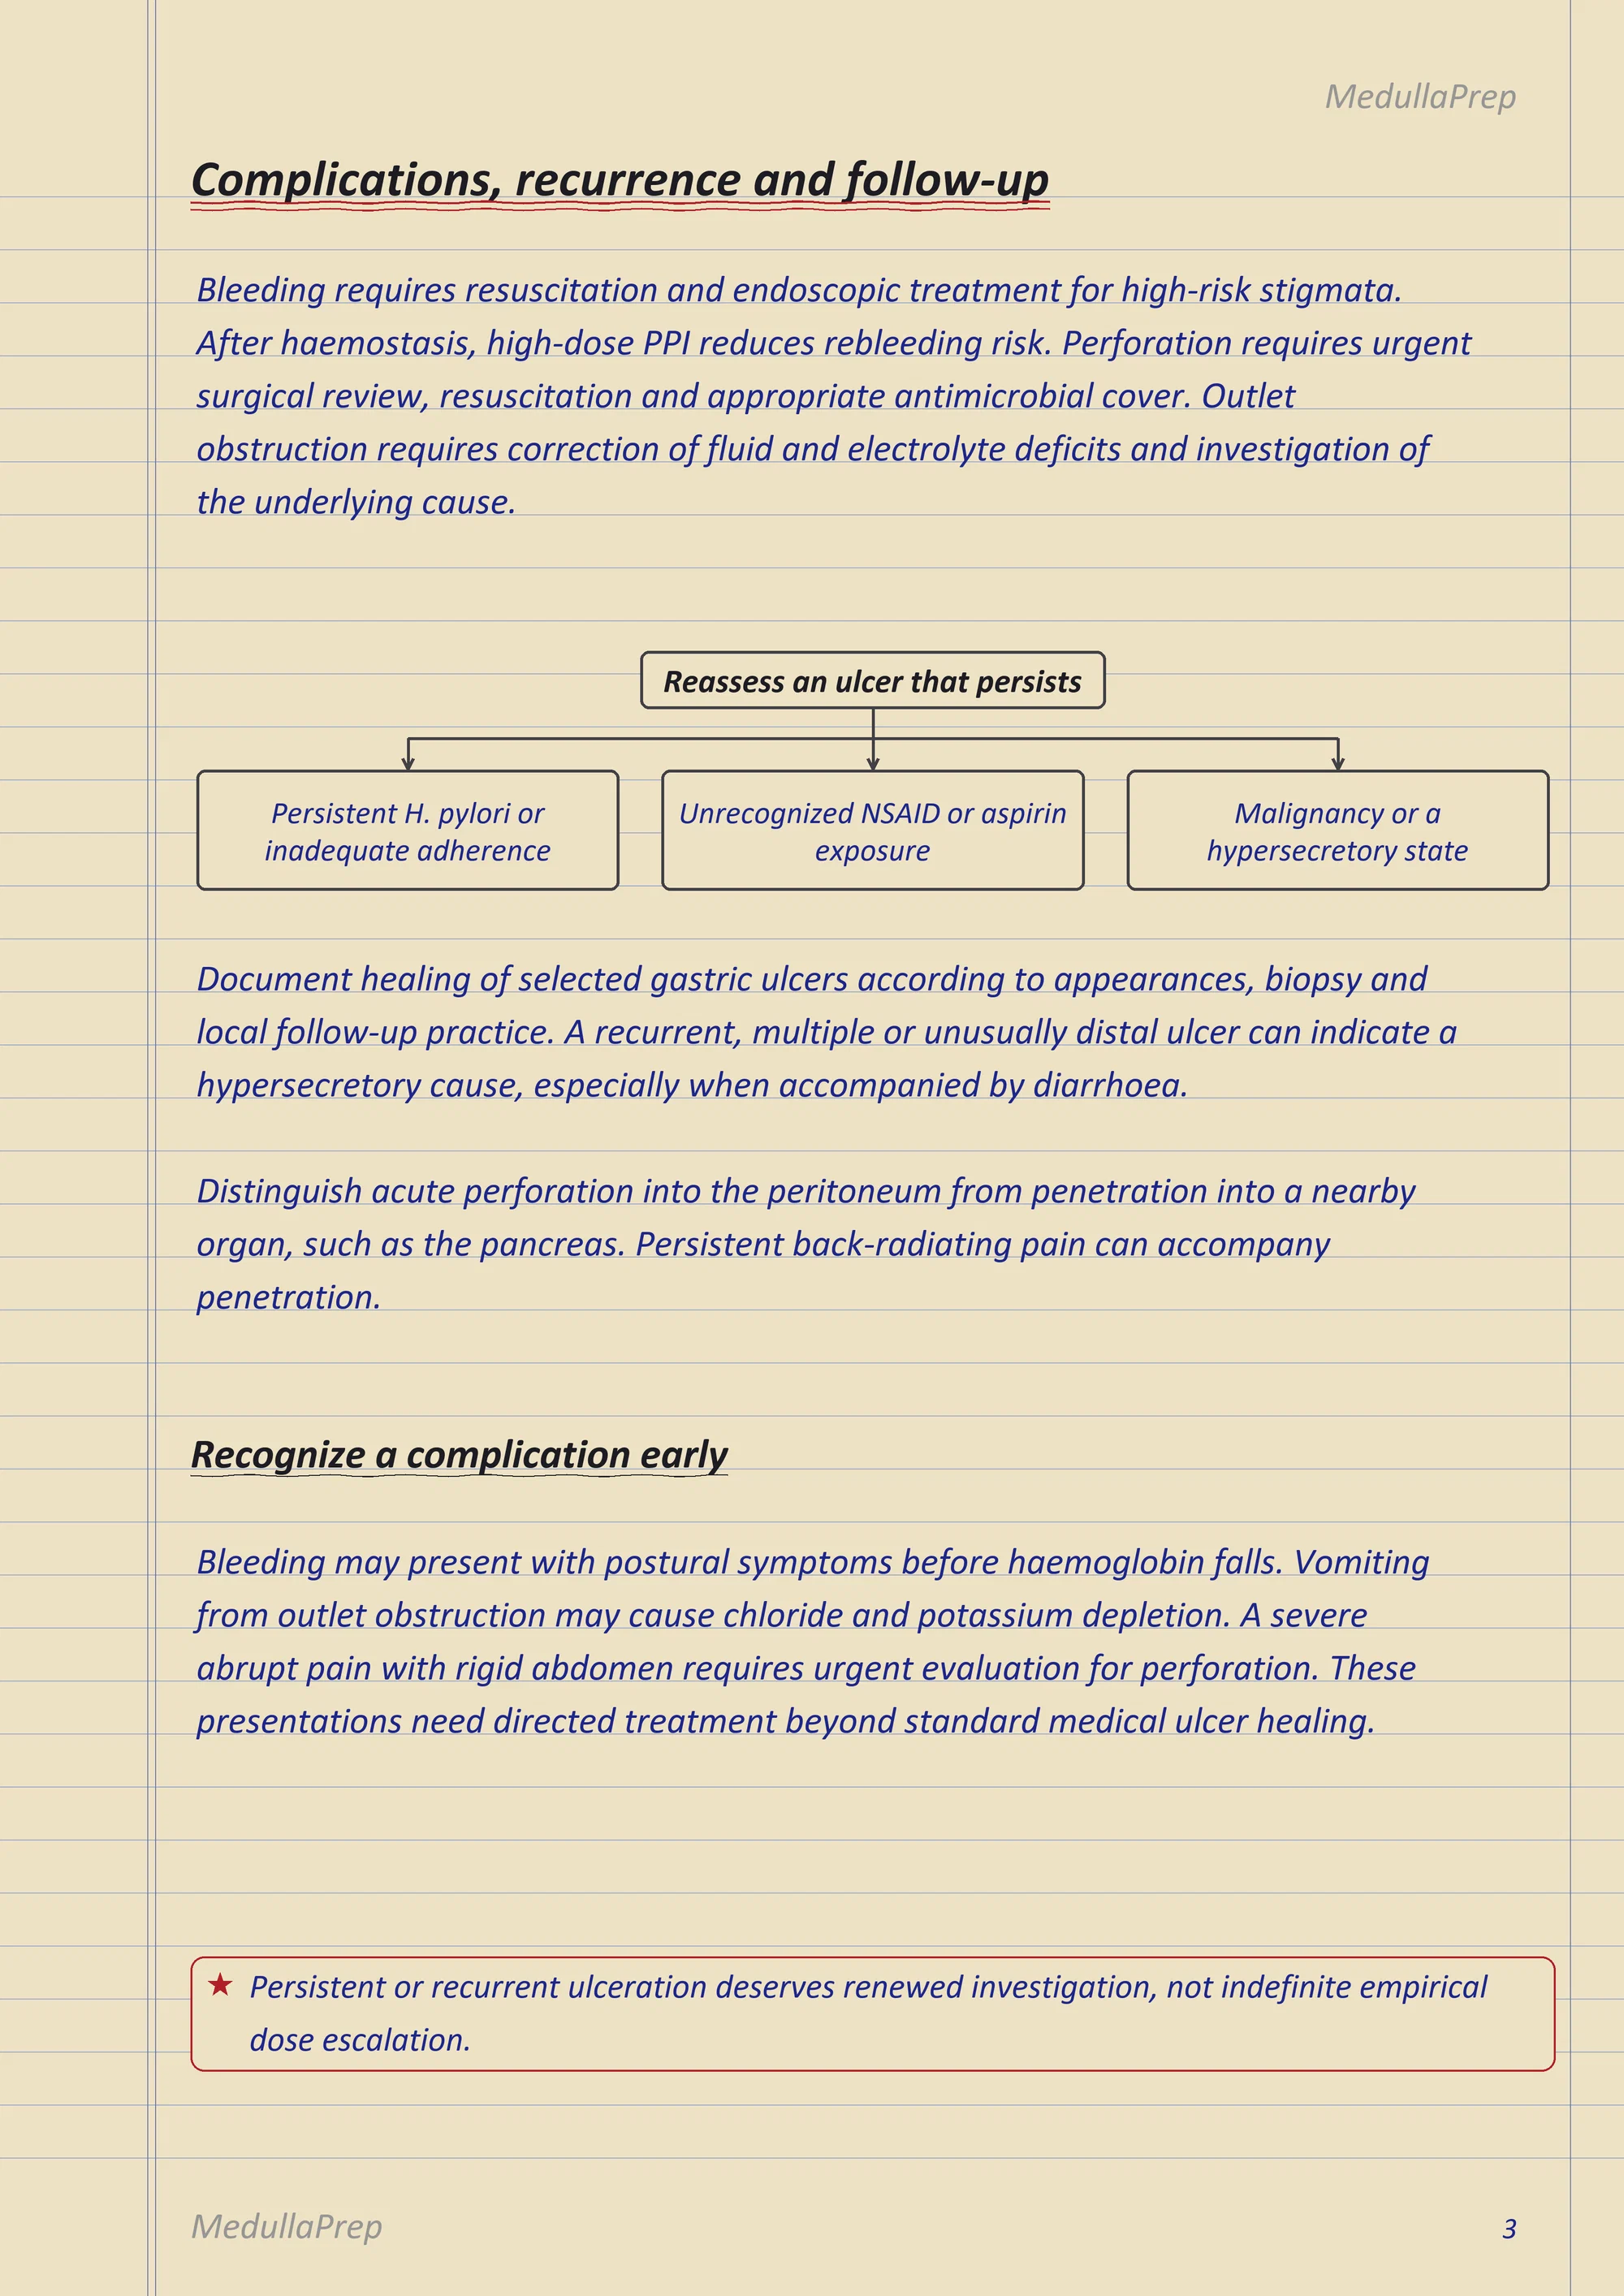 MedullaPrep
Complications, recurrence and follow-up
Bleeding requires resuscitation and endoscopic treatment for high-risk stigmata.
After haemostasis, high-dose PPI reduces rebleeding risk. Perforation requires urgent
surgical review, resuscitation and appropriate antimicrobial cover. Outlet
obstruction requires correction of fluid and electrolyte deficits and investigation of
the underlying cause.
Reassess an ulcer that persists
Persistent H. pylori or
inadequate adherence
Unrecognized NSAID or aspirin
exposure
Malignancy or a
hypersecretory state
Document healing of selected gastric ulcers according to appearances, biopsy and
local follow-up practice. A recurrent, multiple or unusually distal ulcer can indicate a
hypersecretory cause, especially when accompanied by diarrhoea.
Distinguish acute perforation into the peritoneum from penetration into a nearby
organ, such as the pancreas. Persistent back-radiating pain can accompany
penetration.
Recognize a complication early
Bleeding may present with postural symptoms before haemoglobin falls. Vomiting
from outlet obstruction may cause chloride and potassium depletion. A severe
abrupt pain with rigid abdomen requires urgent evaluation for perforation. These
presentations need directed treatment beyond standard medical ulcer healing.
★ Persistent or recurrent ulceration deserves renewed investigation, not indefinite empirical
dose escalation.
MedullaPrep
3